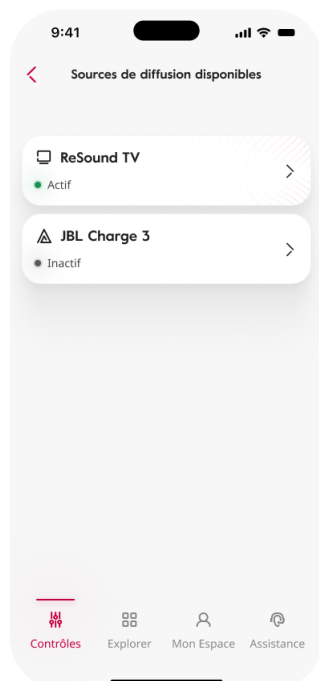 9:41
Sources de diffusion disponibles
ReSound TV
Actif
JBL Charge 3
Inactif
Contrôles Explorer Mon Espace Assistance